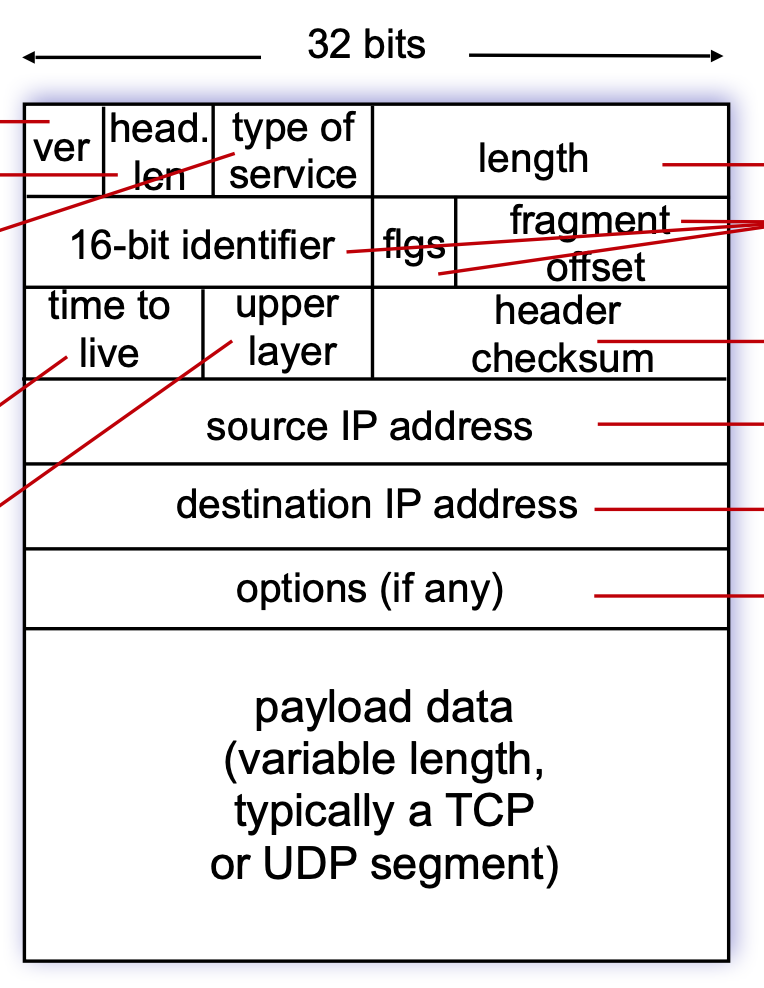 32 bits
ver
head.
len
type of
service
length
16-bit identifier
flgs
fragment
offset
time to
live
upper
layer
header
checksum
source IP address
destination IP address
options (if any)
payload data
(variable length,
typically a TCP
or UDP segment)